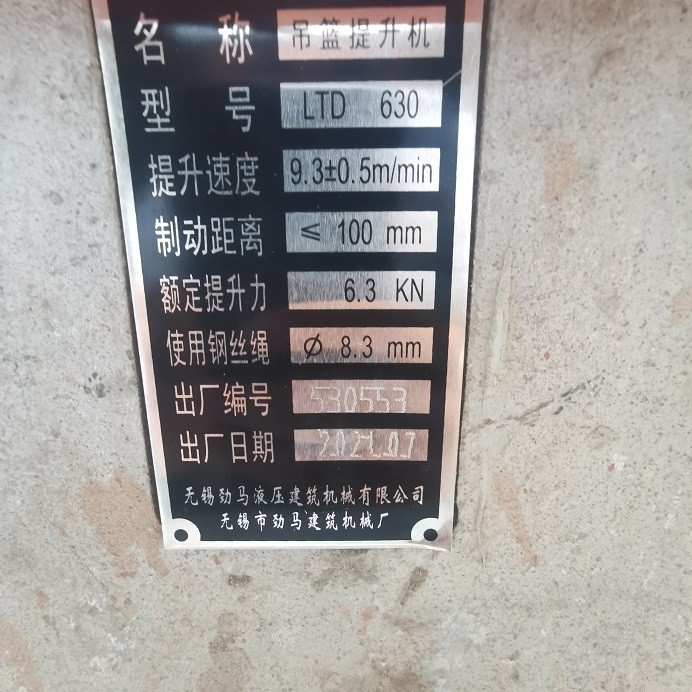 名 称 吊篮提升机
型 号 LTD 630
提升速度 9.3±0.5m/min
制动距离 ≤ 100 mm
额定提升力 6.3 KN
使用钢丝绳 Ø 8.3 mm
出厂编号 530553
出厂日期 2021.07
无锡劲马液压建筑机械有限公司
无锡市劲马建筑机械厂